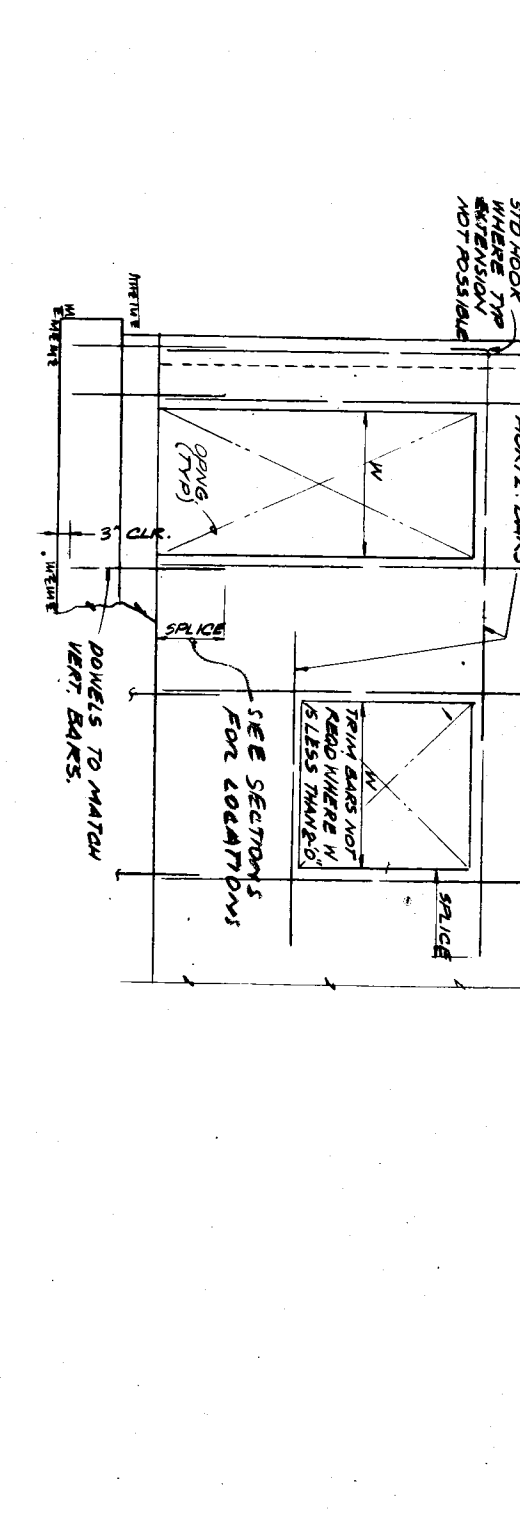 STD HOOK
WHERE TYP
EXTENSION
NOT POSSIBLE
HORIZ. BARS
W
OPNG.
(TYP)
3" CLR.
SPLICE
DOWELS TO MATCH
VERT. BARS.
SEE SECTIONS
FOR LOCATIONS
TRIM BARS NOT
REQD WHERE W
IS LESS THAN 2'-0"
W
SPLICE